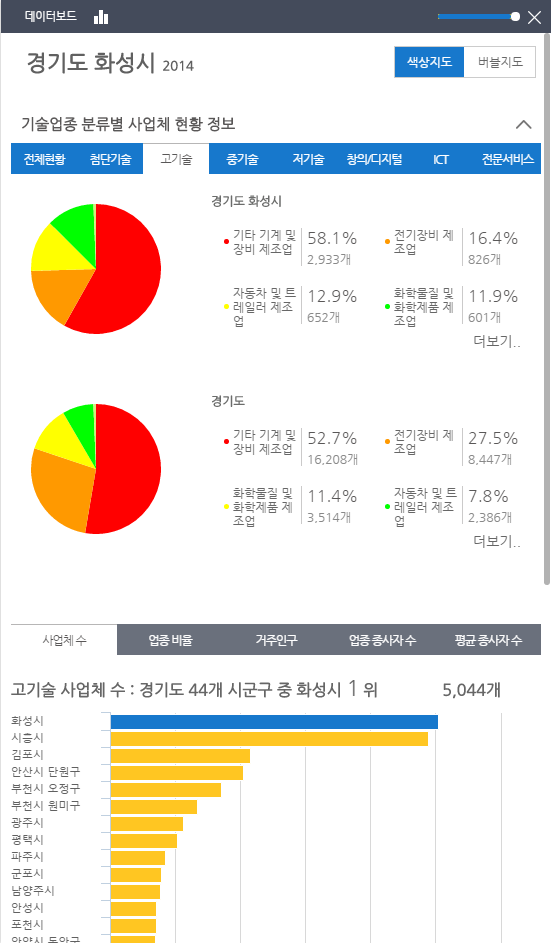 데이터보드
경기도 화성시 2014
색상지도 버블지도
기술업종 분류별 사업체 현황 정보
전체현황 첨단기술 고기술 중기술 저기술 창의/디지털 ICT 전문서비스
경기도 화성시
기타 기계 및
장비 제조업
58.1%
2,933개
전기장비 제
조업
16.4%
826개
자동차 및 트
레일러 제조
업
12.9%
652개
화학물질 및
화학제품 제
조업
11.9%
601개
더보기..
경기도
기타 기계 및
장비 제조업
52.7%
16,208개
전기장비 제
조업
27.5%
8,447개
화학물질 및
화학제품 제
조업
11.4%
3,514개
자동차 및 트
레일러 제조
업
7.8%
2,386개
더보기..
사업체 수 업종 비율 거주인구 업종 종사자 수 평균 종사자 수
고기술 사업체 수 : 경기도 44개 시군구 중 화성시 1 위 5,044개
화성시
시흥시
김포시
안산시 단원구
부천시 오정구
부천시 원미구
광주시
평택시
파주시
군포시
남양주시
안성시
포천시
안양시 동안구